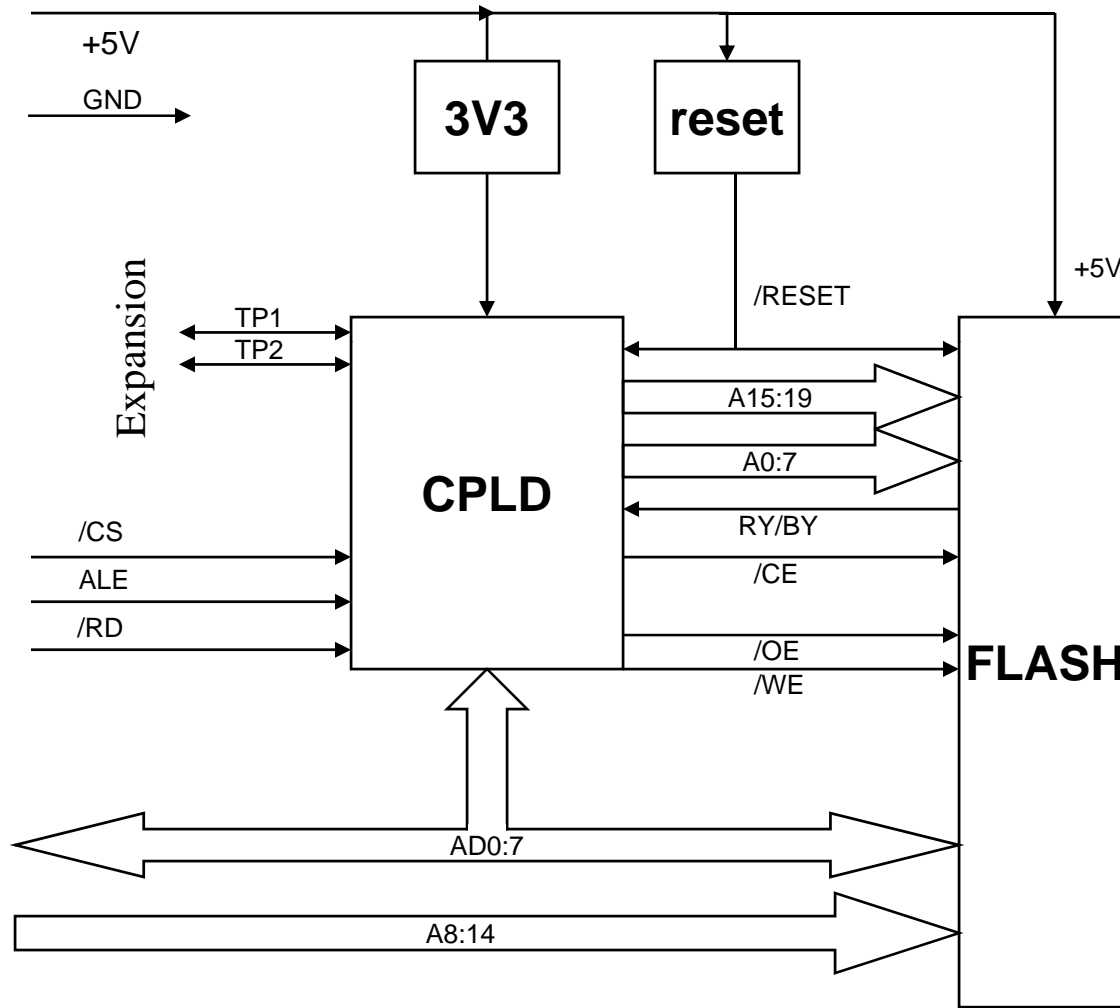 +5V
GND
3V3
reset
+5V
/RESET
Expansion
TP1
TP2
A15:19
A0:7
CPLD
RY/BY
/CS
/CE
ALE
/RD
/OE
FLASH
/WE
AD0:7
A8:14